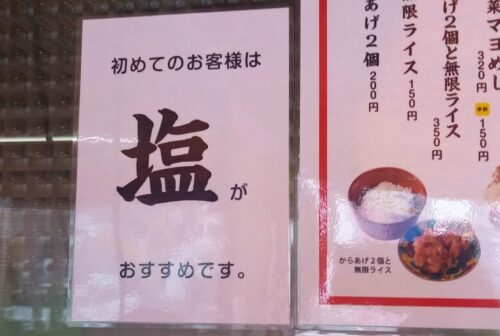 初めてのお客様は
塩が
おすすめです。
菜マヨめし
320円
150円
2個と無限ライス
350円
無限ライス
150円
あげ2個
200円
からあげ2個と
無限ライス